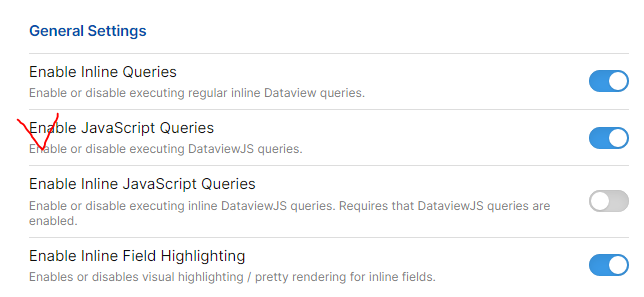 General Settings
Enable Inline Queries
Enable or disable executing regular inline Dataview queries.
Enable JavaScript Queries
Enable or disable executing DataviewJS queries.
Enable Inline JavaScript Queries
Enable or disable executing inline DataviewJS queries. Requires that DataviewJS queries are
enabled.
Enable Inline Field Highlighting
Enables or disables visual highlighting / pretty rendering for inline fields.